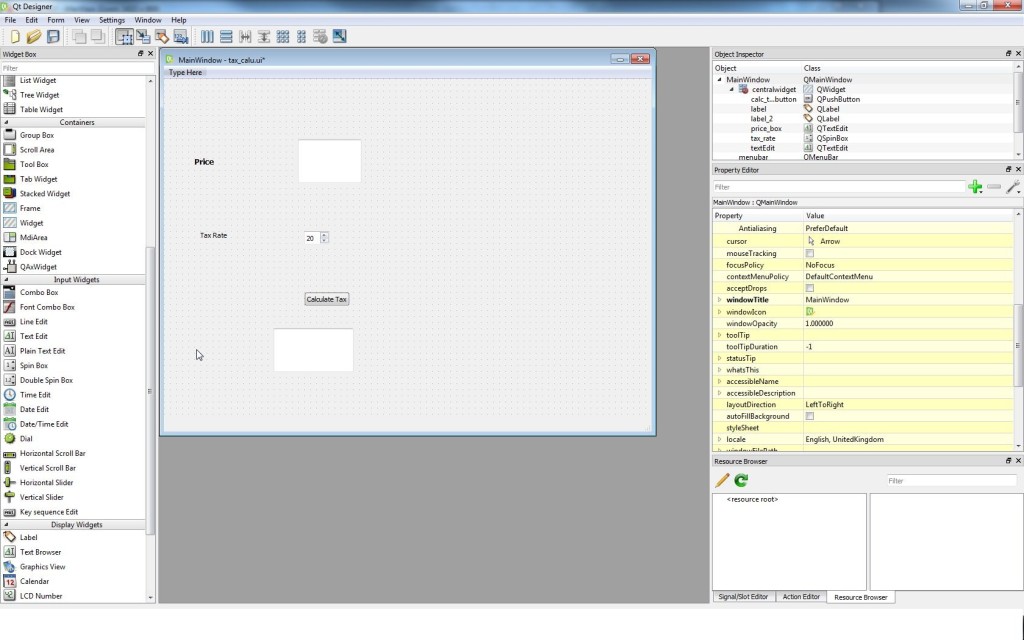 Qt Designer
File Edit Form View Settings Window Help
Widget Box
Filter
List Widget
Tree Widget
Table Widget
Containers
Group Box
Scroll Area
Tool Box
Tab Widget
Stacked Widget
Frame
Widget
MdiArea
Dock Widget
QAxWidget
Input Widgets
Combo Box
Font Combo Box
Line Edit
Text Edit
Plain Text Edit
Spin Box
Double Spin Box
Time Edit
Date Edit
Date/Time Edit
Dial
Horizontal Scroll Bar
Vertical Scroll Bar
Horizontal Slider
Vertical Slider
Key sequence Edit
Display Widgets
Label
Text Browser
Graphics View
Calendar
LCD Number
MainWindow - tax_calu.ui*
Type Here
Price
Tax Rate 20
Calculate Tax
Object Inspector
Object Class
MainWindow QMainWindow
centralwidget QWidget
calc_t...button QPushButton
label QLabel
label_2 QLabel
price_box QTextEdit
tax_rate QSpinBox
textEdit QTextEdit
menubar QMenuBar
Property Editor
Filter
MainWindow : QMainWindow
Property Value
Antialiasing PreferDefault
cursor Arrow
mouseTracking
focusPolicy NoFocus
contextMenuPolicy DefaultContextMenu
acceptDrops
windowTitle MainWindow
windowIcon
windowOpacity 1.000000
toolTip
toolTipDuration -1
statusTip
whatsThis
accessibleName
accessibleDescription
layoutDirection LeftToRight
autoFillBackground
styleSheet
locale English, UnitedKingdom
windowFilePath
Resource Browser
Filter
<resource root>
Signal/Slot Editor Action Editor Resource Browser